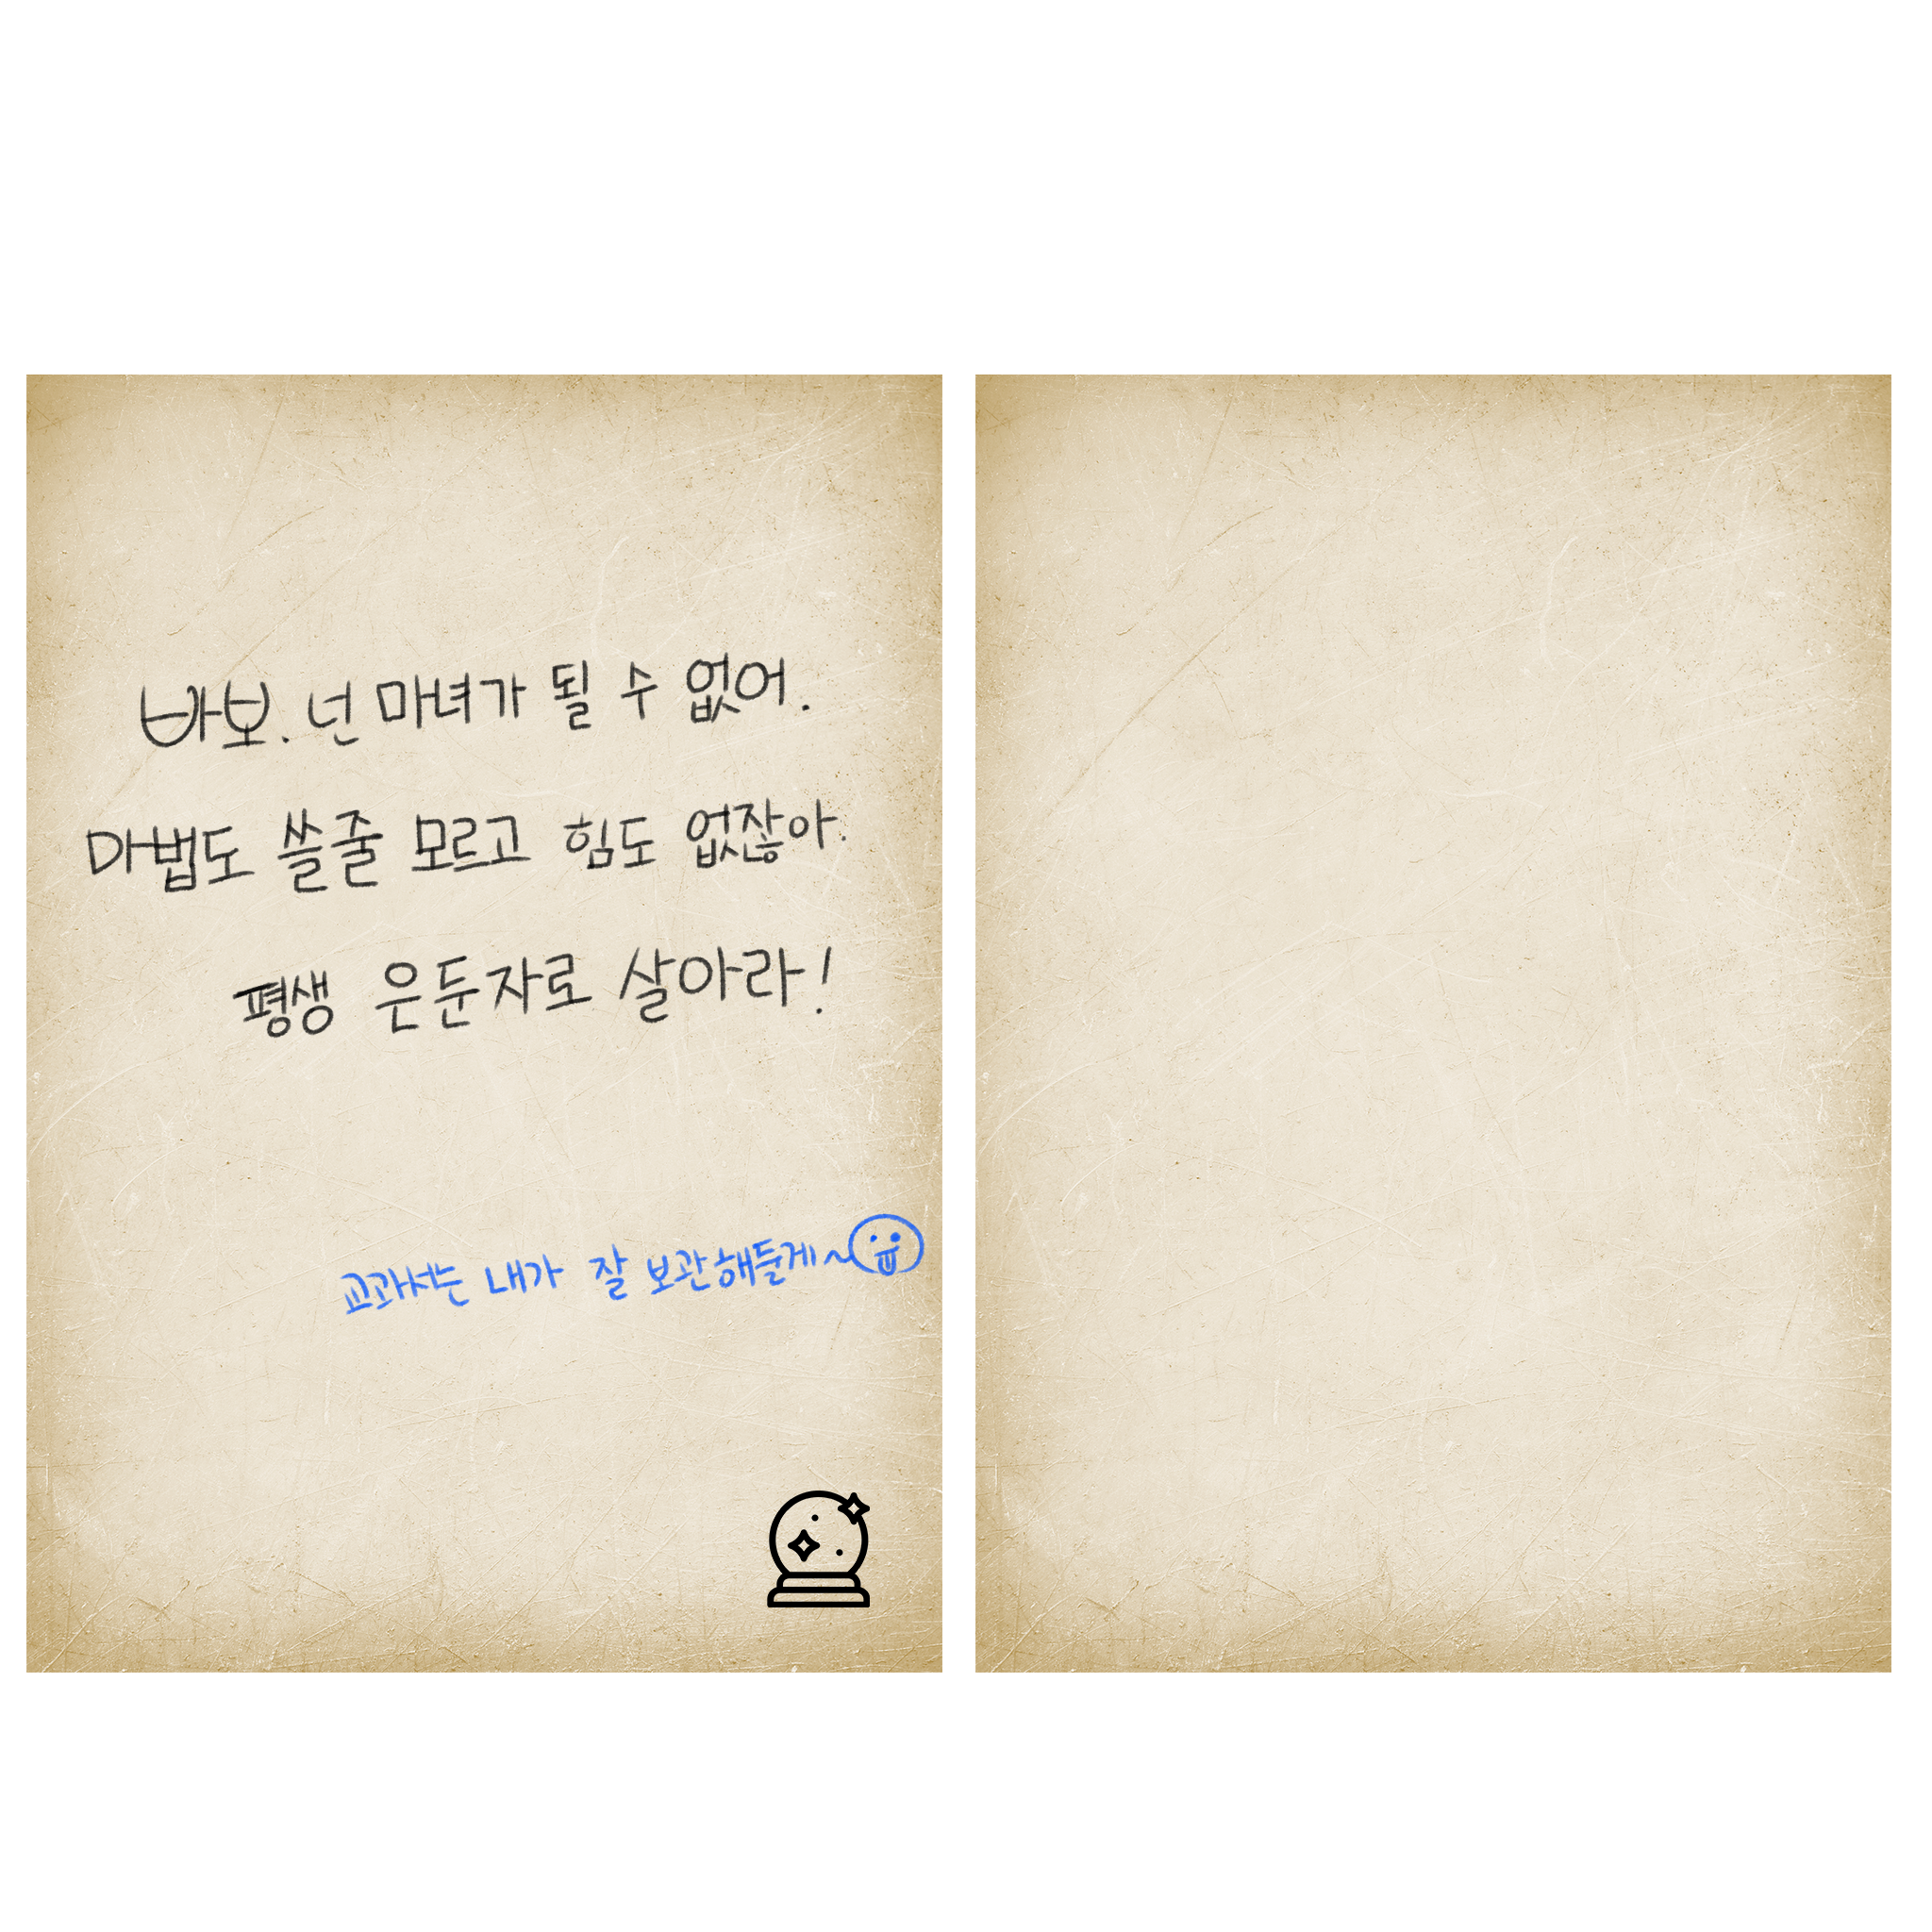 바보. 넌 마녀가 될 수 없어.
마법도 쓸줄 모르고 힘도 없잖아.
평생 은둔자로 살아라!
교과서는 내가 잘 보관해둘게~